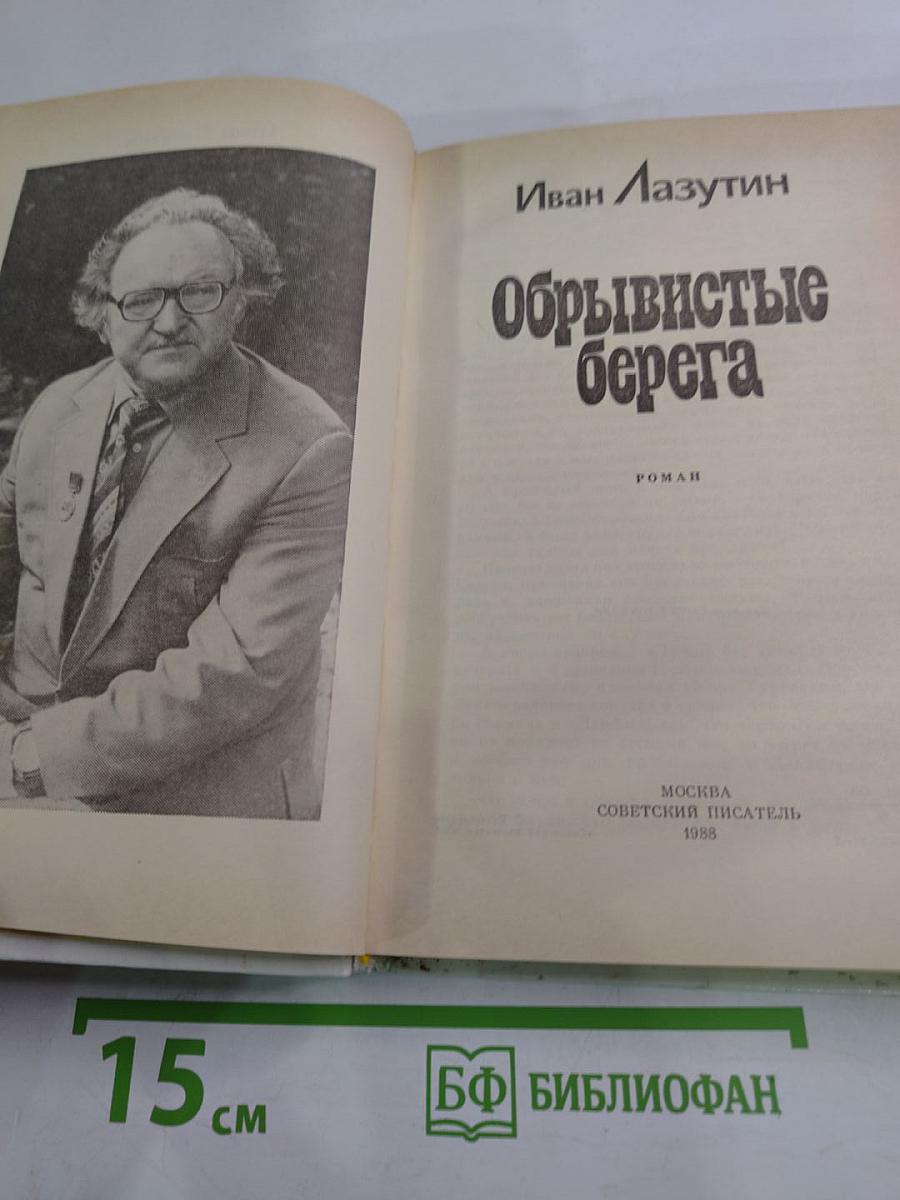 Иван Лазутин
Обрывистые
берега
РОМАН
МОСКВА
СОВЕТСКИЙ ПИСАТЕЛЬ
1988
15 см
БФ БИБЛИОФАН